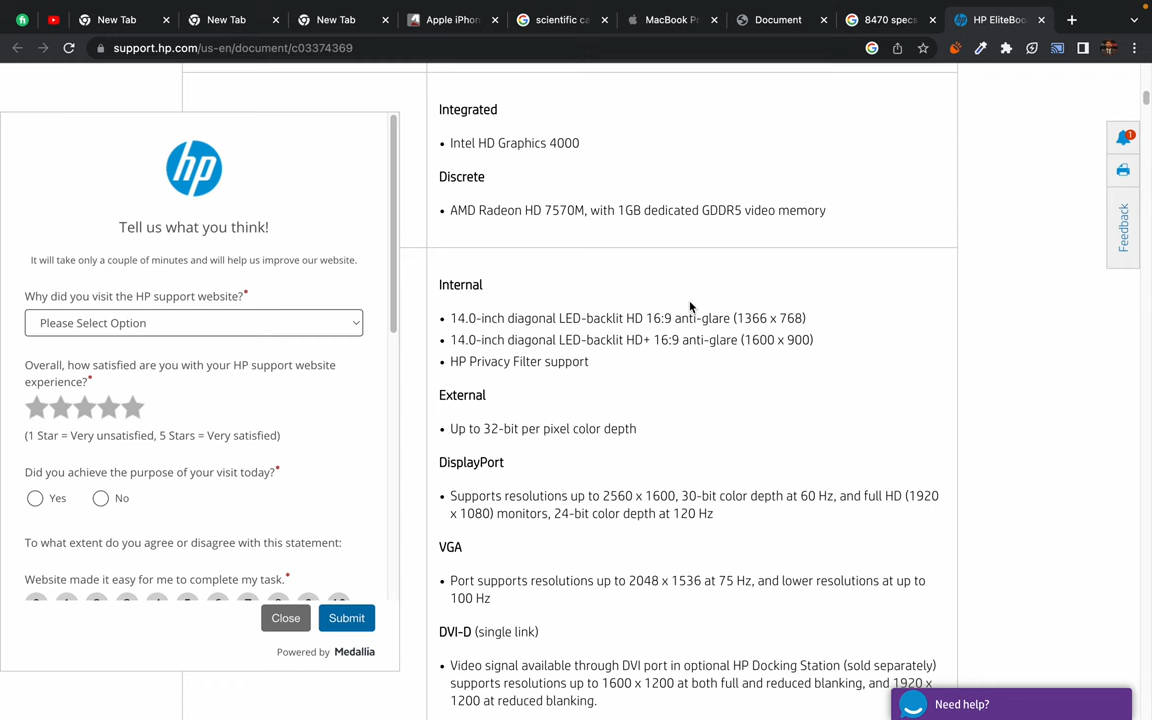 New Tab
New Tab
New Tab
Apple iPhon
scientific ca
MacBook P
Document
8470 specs
HP EliteBoo
support.hp.com/us-en/document/c03374369
hp
Tell us what you think!
It will take only a couple of minutes and will help us improve our website.
Why did you visit the HP support website?*
Please Select Option
Overall, how satisfied are you with your HP support website
experience?*
(1 Star = Very unsatisfied, 5 Stars = Very satisfied)
Did you achieve the purpose of your visit today?*
Yes
No
To what extent do you agree or disagree with this statement:
Website made it easy for me to complete my task.*
Close
Submit
Powered by Medallia
Integrated
• Intel HD Graphics 4000
Discrete
• AMD Radeon HD 7570M, with 1GB dedicated GDDR5 video memory
Internal
• 14.0-inch diagonal LED-backlit HD 16:9 anti-glare (1366 x 768)
• 14.0-inch diagonal LED-backlit HD+ 16:9 anti-glare (1600 x 900)
• HP Privacy Filter support
External
• Up to 32-bit per pixel color depth
DisplayPort
• Supports resolutions up to 2560 x 1600, 30-bit color depth at 60 Hz, and full HD (1920
x 1080) monitors, 24-bit color depth at 120 Hz
VGA
• Port supports resolutions up to 2048 x 1536 at 75 Hz, and lower resolutions at up to
100 Hz
DVI-D (single link)
• Video signal available through DVI port in optional HP Docking Station (sold separately)
supports resolutions up to 1600 x 1200 at both full and reduced blanking, and 1920 x
1200 at reduced blanking.
1
Feedback
Need help?